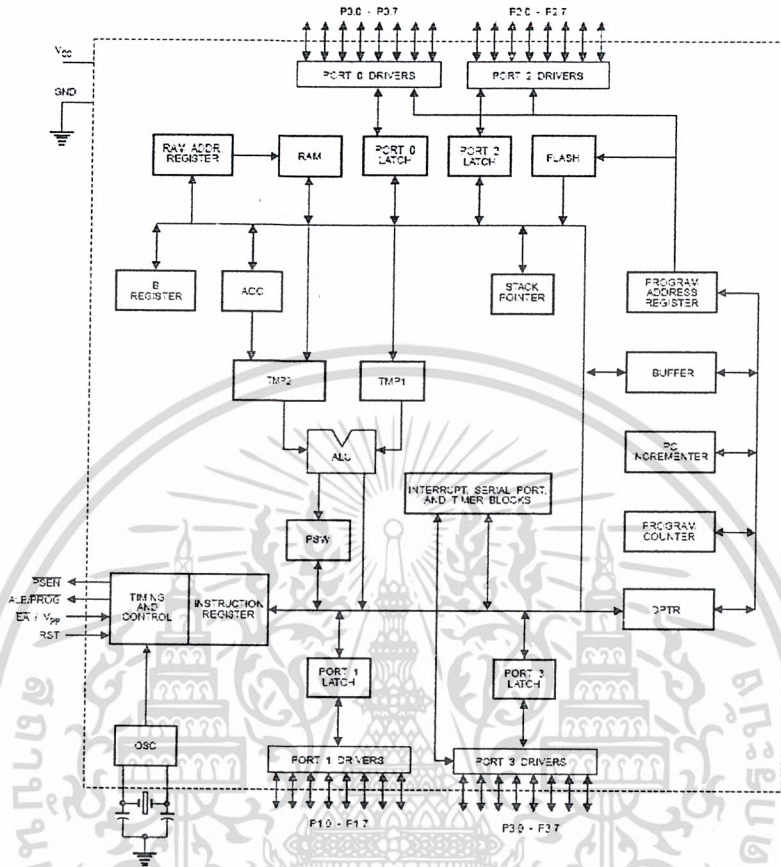 P0.0 - P0.7
P2.0 - P2.7
VCC
GND
PORT 0 DRIVERS
PORT 2 DRIVERS
RAM ADDR.
REGISTER
RAM
PORT 0
LATCH
PORT 2
LATCH
FLASH
B
REGISTER
ACC
STACK
POINTER
PROGRAM
ADDRESS
REGISTER
TMP2
TMP1
BUFFER
ALU
PC
INCREMENTER
INTERRUPT, SERIAL PORT,
AND TIMER BLOCKS
PSW
PROGRAM
COUNTER
PSEN
ALE/PROG
EA / VPP
RST
TIMING
AND
CONTROL
INSTRUCTION
REGISTER
DPTR
PORT 1
LATCH
PORT 3
LATCH
OSC
PORT 1 DRIVERS
PORT 3 DRIVERS
P1.0 - P1.7
P3.0 - P3.7